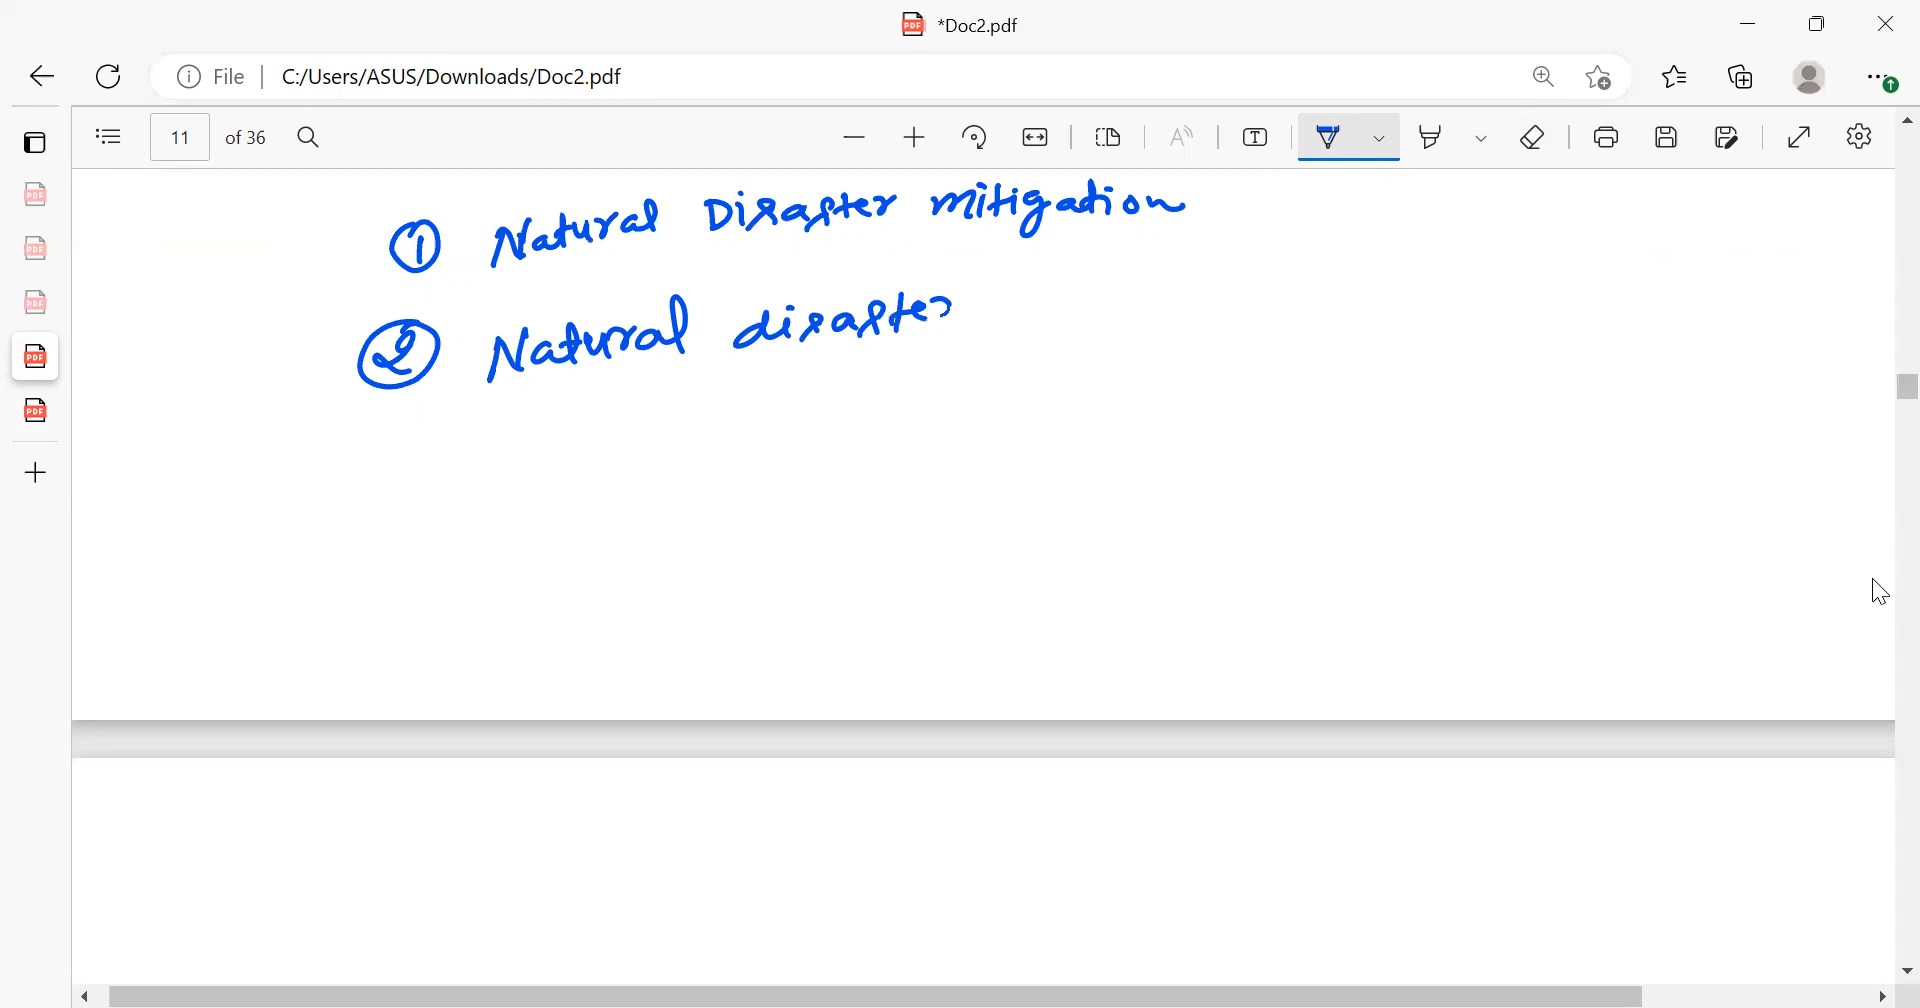 *Doc2.pdf
File | C:/Users/ASUS/Downloads/Doc2.pdf
11 of 36
① Natural Disaster mitigation
② Natural disaster